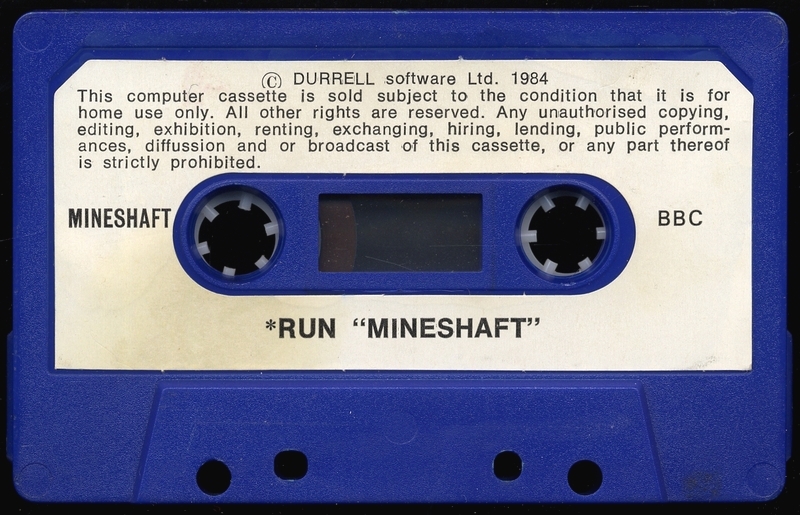 © DURRELL software Ltd. 1984
This computer cassette is sold subject to the condition that it is for
home use only. All other rights are reserved. Any unauthorised copying,
editing, exhibition, renting, exchanging, hiring, lending, public perform-
ances, diffussion and or broadcast of this cassette, or any part thereof
is strictly prohibited.
MINESHAFT
BBC
*RUN “MINESHAFT”